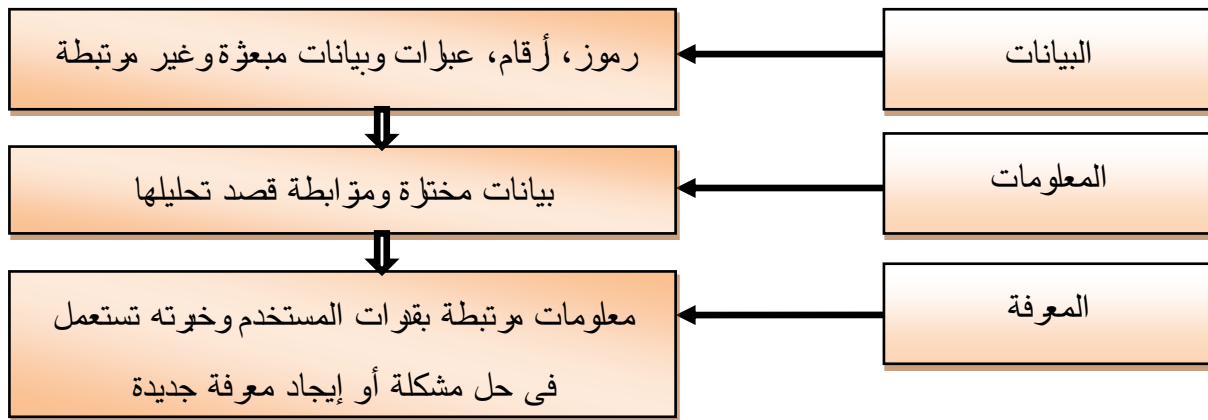 البيانات
رموز، أرقام، عبارات وبيانات مبعثرة وغير مرتبطة
المعلومات
بيانات مختارة ومترابطة قصد تحليلها
المعرفة
معلومات مرتبطة بقدرات المستخدم وخبرته تستعمل
في حل مشكلة أو إيجاد معرفة جديدة